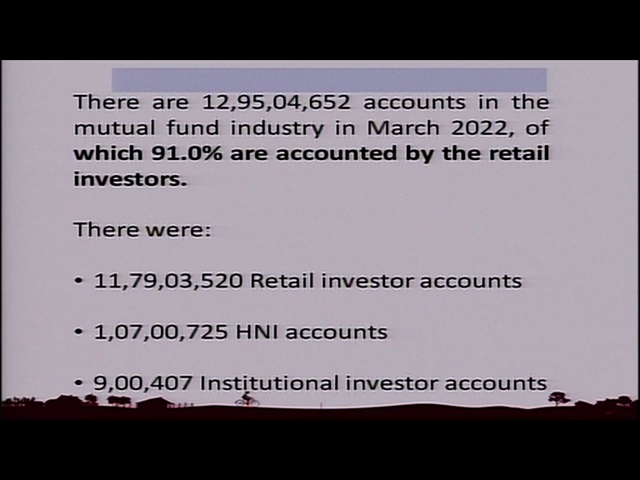 There are 12,95,04,652 accounts in the
mutual fund industry in March 2022, of
which 91.0% are accounted by the retail
investors.
There were:
• 11,79,03,520 Retail investor accounts
• 1,07,00,725 HNI accounts
• 9,00,407 Institutional investor accounts